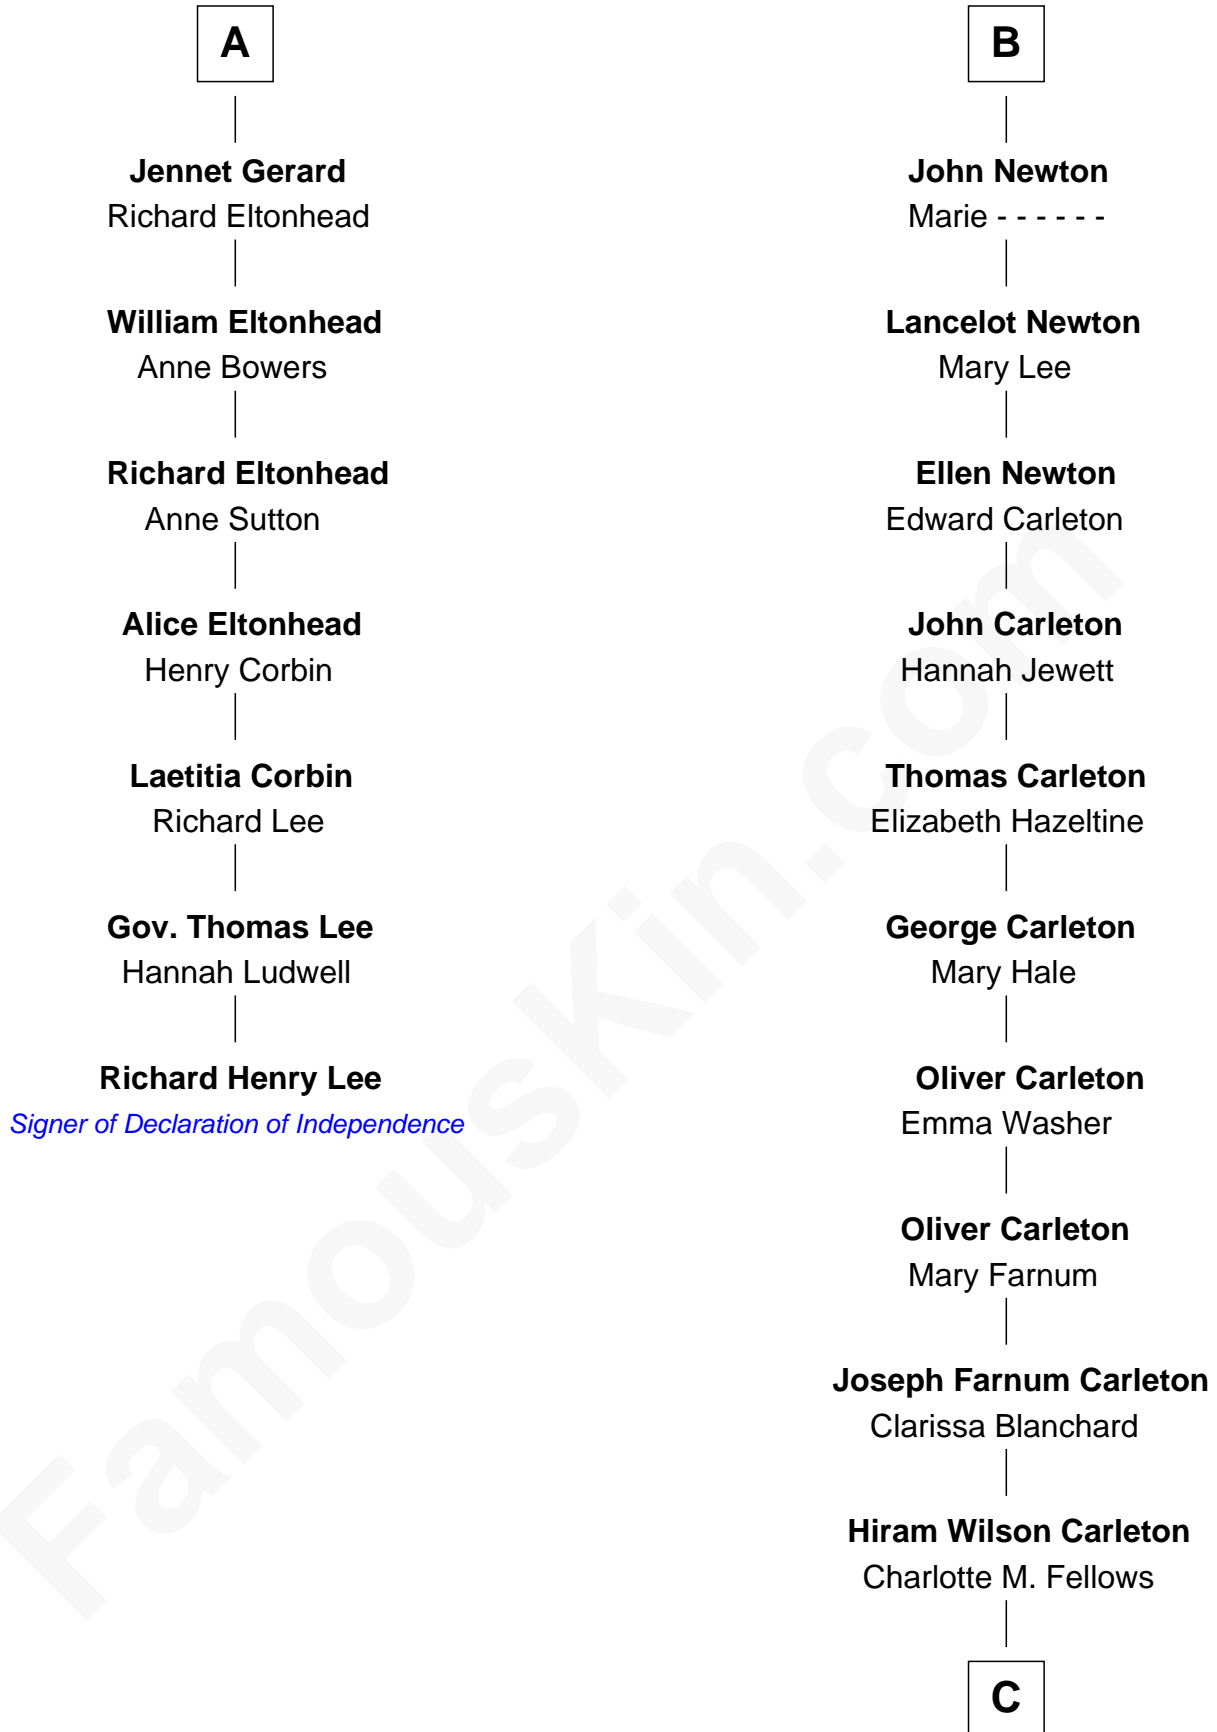 A
Jennet Gerard
Richard Eltonhead
William Eltonhead
Anne Bowers
Richard Eltonhead
Anne Sutton
Alice Eltonhead
Henry Corbin
Laetitia Corbin
Richard Lee
Gov. Thomas Lee
Hannah Ludwell
Richard Henry Lee
Signer of Declaration of Independence
B
John Newton
Marie - - - - - -
Lancelot Newton
Mary Lee
Ellen Newton
Edward Carleton
John Carleton
Hannah Jewett
Thomas Carleton
Elizabeth Hazeltine
George Carleton
Mary Hale
Oliver Carleton
Emma Washer
Oliver Carleton
Mary Farnum
Joseph Farnum Carleton
Clarissa Blanchard
Hiram Wilson Carleton
Charlotte M. Fellows
C
FamousKin.com